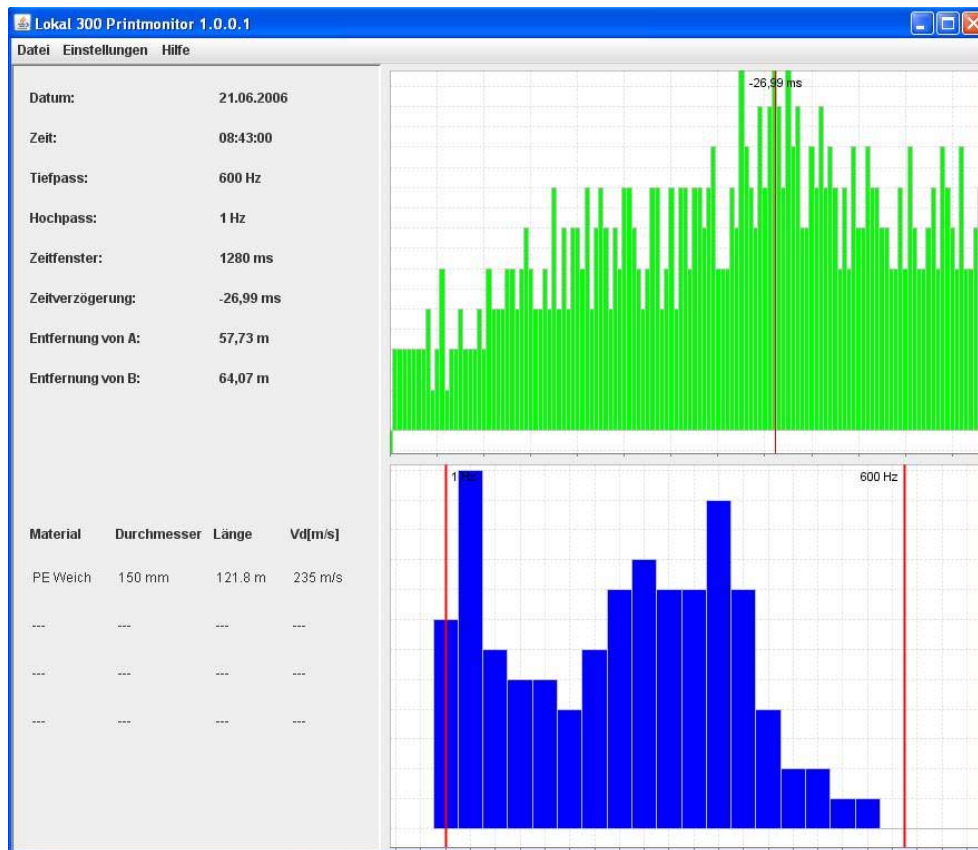 Lokal 300 Printmonitor 1.0.0.1
Datei Einstellungen Hilfe
Datum: 21.06.2006
Zeit: 08:43:00
Tiefpass: 600 Hz
Hochpass: 1 Hz
Zeitfenster: 1280 ms
Zeitverzögerung: -26,99 ms
Entfernung von A: 57,73 m
Entfernung von B: 64,07 m
Material Durchmesser Länge Vd[m/s]
PE Weich 150 mm 121.8 m 235 m/s
--- --- --- ---
--- --- --- ---
--- --- --- ---
-26,99 ms
1 Hz
600 Hz